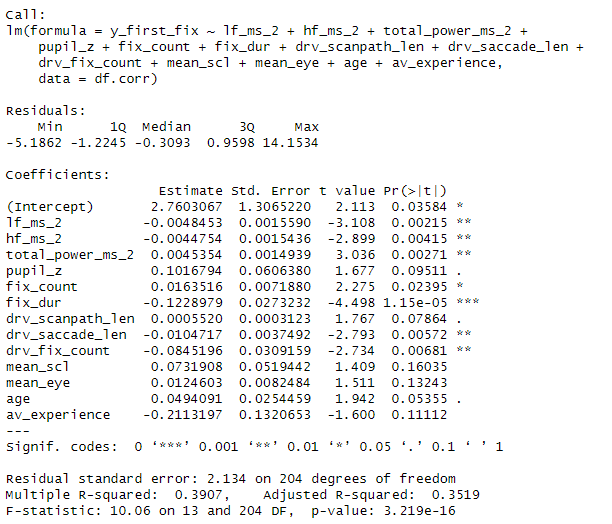 Call:
lm(formula = y_first_fix ~ lf_ms_2 + hf_ms_2 + total_power_ms_2 +
    pupil_z + fix_count + fix_dur + drv_scanpath_len + drv_saccade_len +
    drv_fix_count + mean_scl + mean_eye + age + av_experience,
    data = df.corr)
Residuals:
    Min      1Q  Median      3Q     Max
-5.1862 -1.2245 -0.3093  0.9598 14.1534
Coefficients:
                   Estimate Std. Error t value Pr(>|t|)
(Intercept)       2.7603067  1.3065220   2.113  0.03584 *
lf_ms_2          -0.0048453  0.0015590  -3.108  0.00215 **
hf_ms_2          -0.0044754  0.0015436  -2.899  0.00415 **
total_power_ms_2  0.0045354  0.0014939   3.036  0.00271 **
pupil_z           0.1016794  0.0606380   1.677  0.09511 .
fix_count         0.0163516  0.0071880   2.275  0.02395 *
fix_dur          -0.1228979  0.0273232  -4.498 1.15e-05 ***
drv_scanpath_len  0.0005520  0.0003123   1.767  0.07864 .
drv_saccade_len  -0.0104717  0.0037492  -2.793  0.00572 **
drv_fix_count    -0.0845196  0.0309159  -2.734  0.00681 **
mean_scl          0.0731908  0.0519442   1.409  0.16035
mean_eye          0.0124603  0.0082484   1.511  0.13243
age               0.0494091  0.0254459   1.942  0.05355 .
av_experience    -0.2113197  0.1320653  -1.600  0.11112
---
Signif. codes:  0 ‘***’ 0.001 ‘**’ 0.01 ‘*’ 0.05 ‘.’ 0.1 ‘ ’ 1
Residual standard error: 2.134 on 204 degrees of freedom
Multiple R-squared:  0.3907,    Adjusted R-squared:  0.3519
F-statistic: 10.06 on 13 and 204 DF,  p-value: 3.219e-16